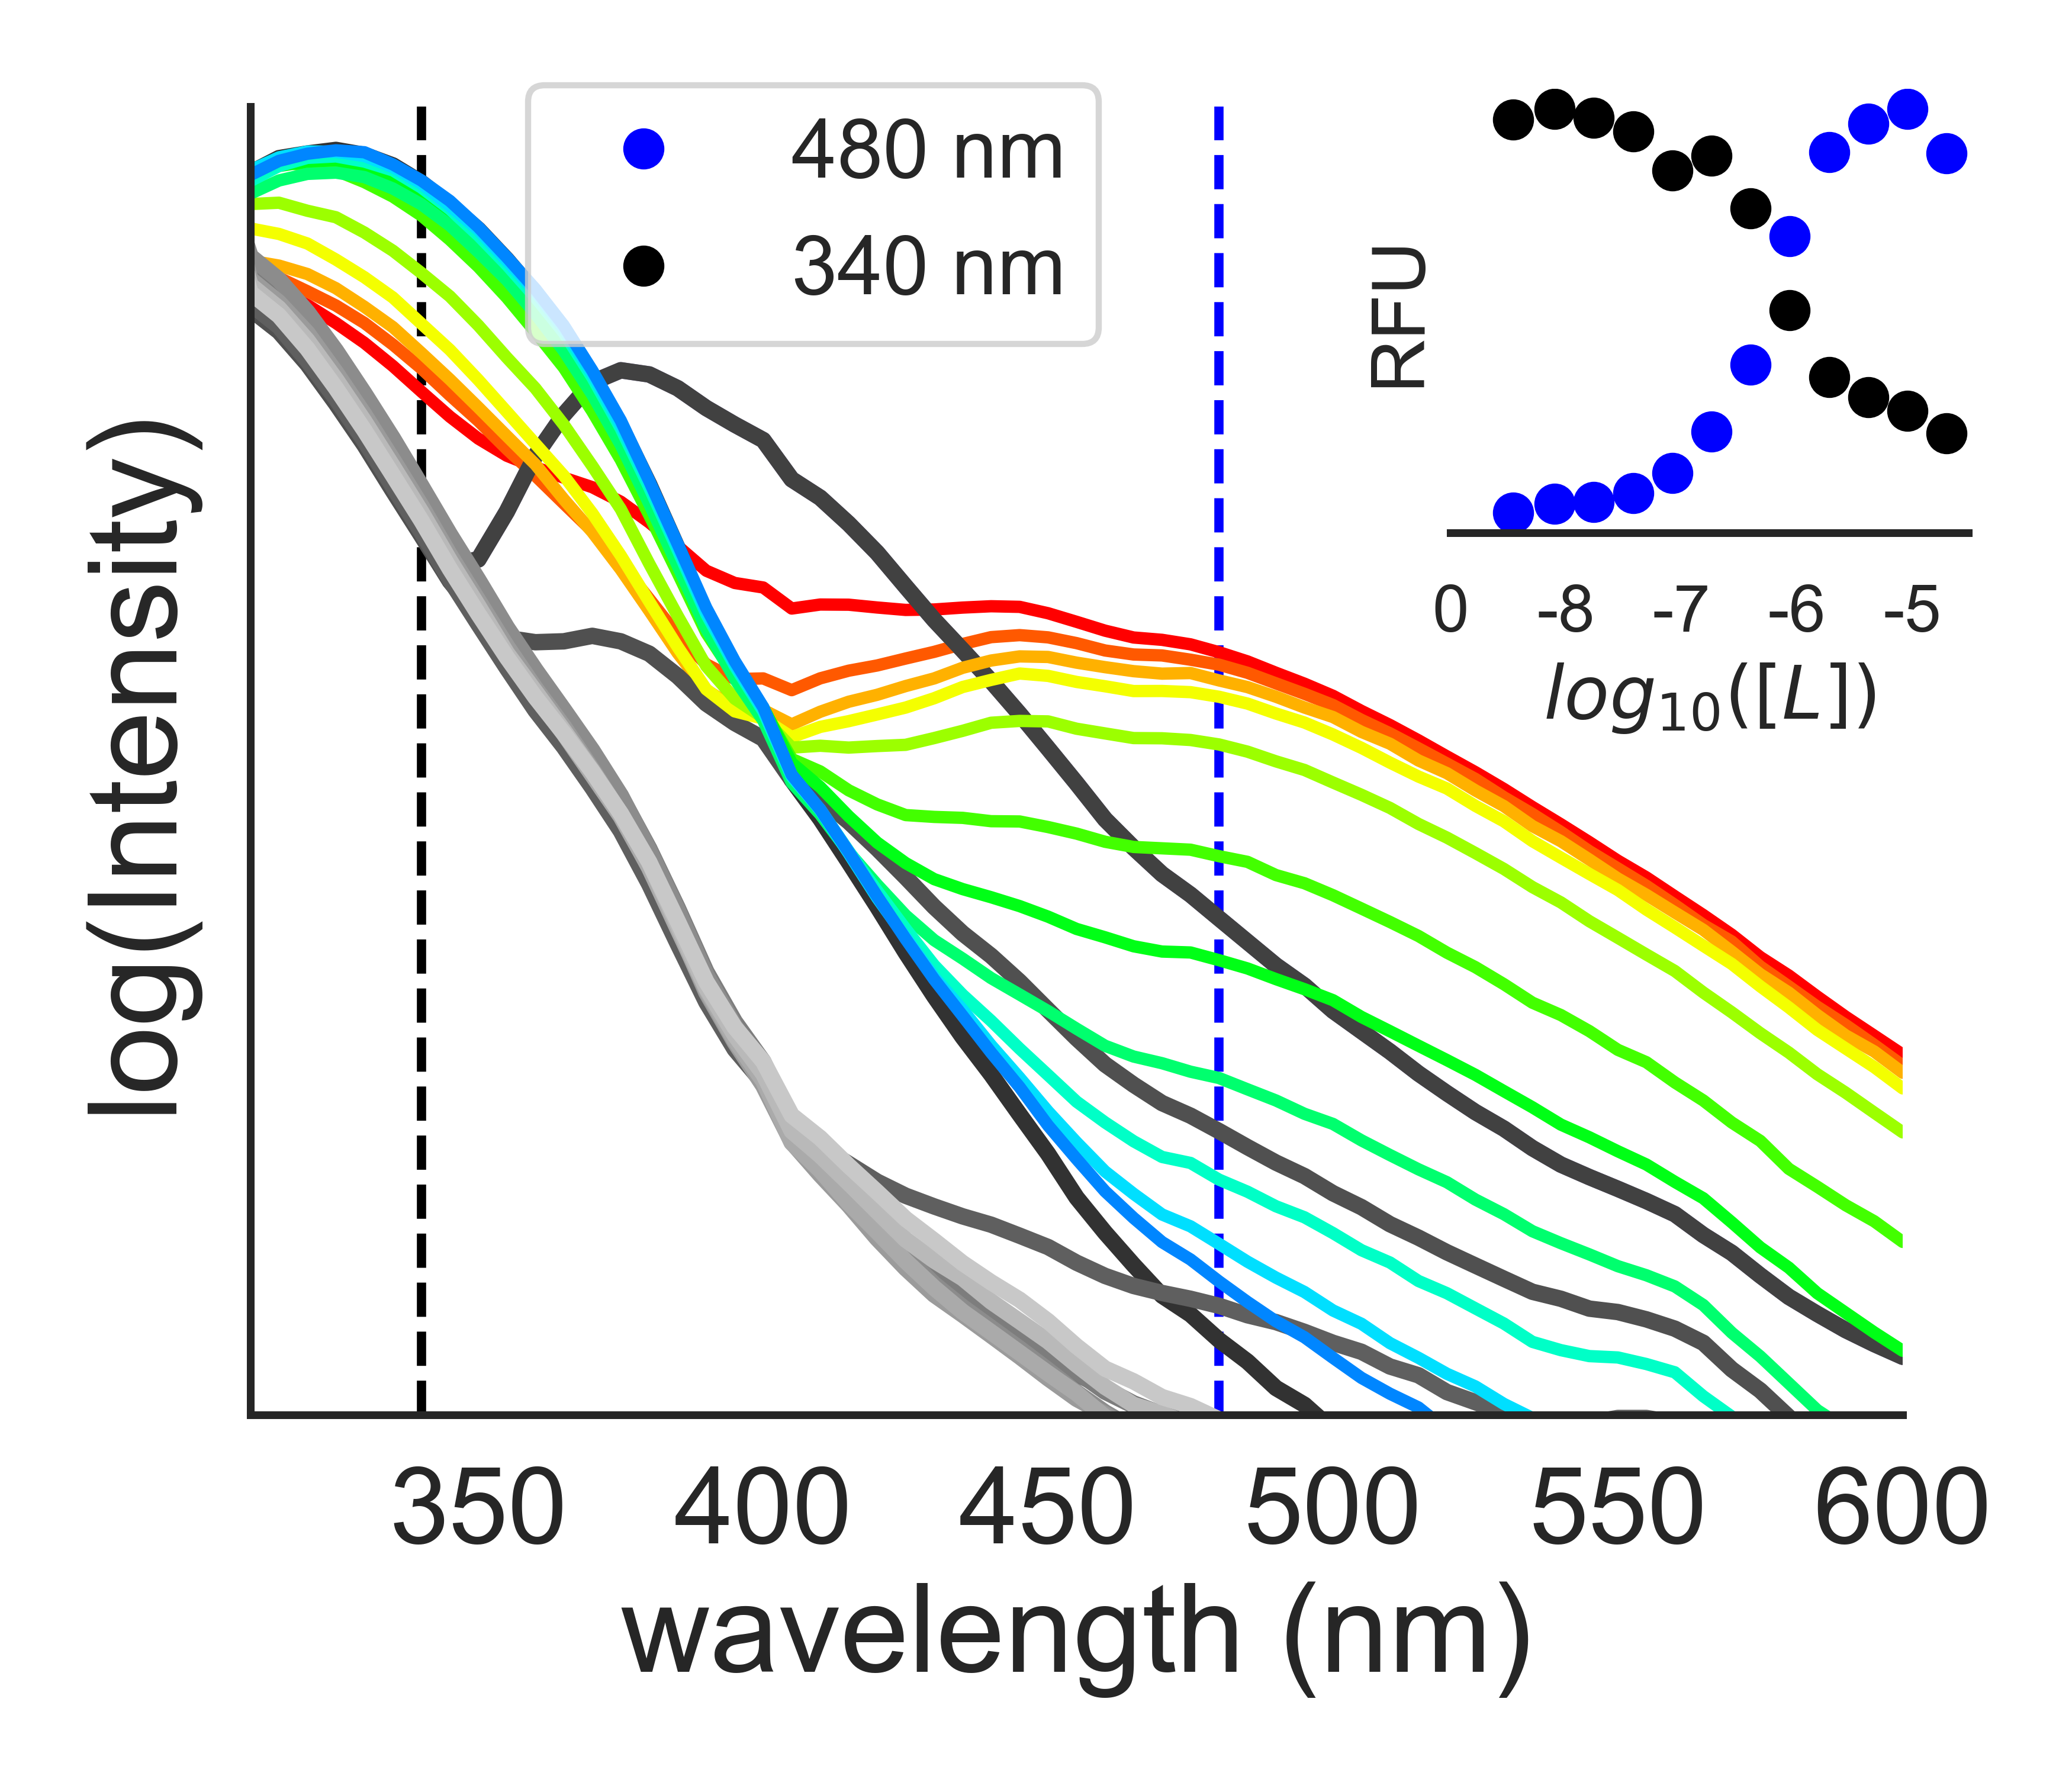 480 nm
340 nm
RFU
0 -8 -7 -6 -5
log10([L])
log(Intensity)
350 400 450 500 550 600
wavelength (nm)